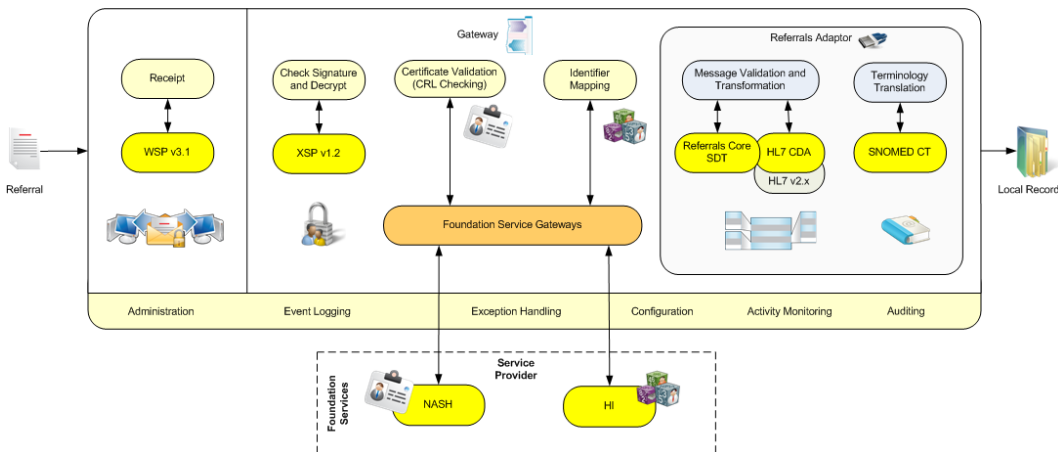 Gateway
Referrals Adaptor
Receipt
Check Signature
and Decrypt
Certificate Validation
(CRL Checking)
Identifier
Mapping
Message Validation and
Transformation
Terminology
Translation
WSP v3.1
XSP v1.2
Referrals Core
SDT
HL7 CDA
HL7 v2.x
SNOMED CT
Referral
Local Record
Foundation Service Gateways
Administration
Event Logging
Exception Handling
Configuration
Activity Monitoring
Auditing
Foundation
Services
Service
Provider
NASH
HI